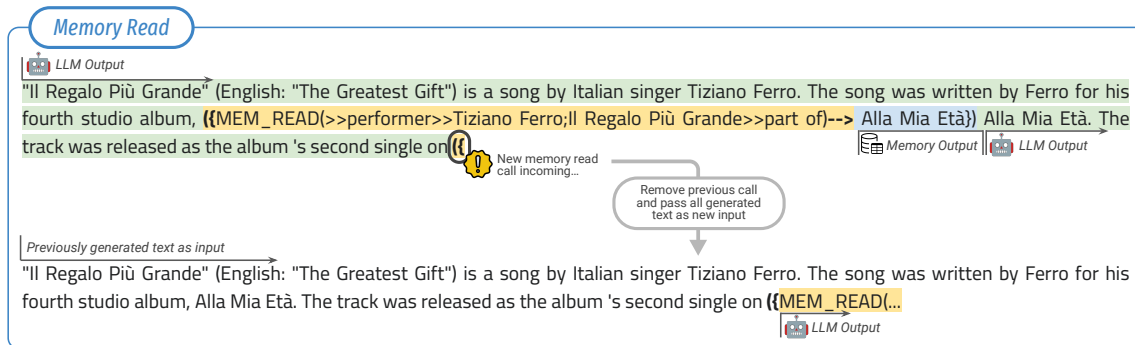 Memory Read
LLM Output
"Il Regalo Più Grande" (English: "The Greatest Gift") is a song by Italian singer Tiziano Ferro. The song was written by Ferro for his
fourth studio album, ({MEM_READ(>>performer>>Tiziano Ferro;Il Regalo Più Grande>>part of)--> Alla Mia Età}) Alla Mia Età. The
track was released as the album 's second single on ({
Memory Output
LLM Output
New memory read
call incoming...
Remove previous call
and pass all generated
text as new input
Previously generated text as input
"Il Regalo Più Grande" (English: "The Greatest Gift") is a song by Italian singer Tiziano Ferro. The song was written by Ferro for his
fourth studio album, Alla Mia Età. The track was released as the album 's second single on ({MEM_READ(...
LLM Output